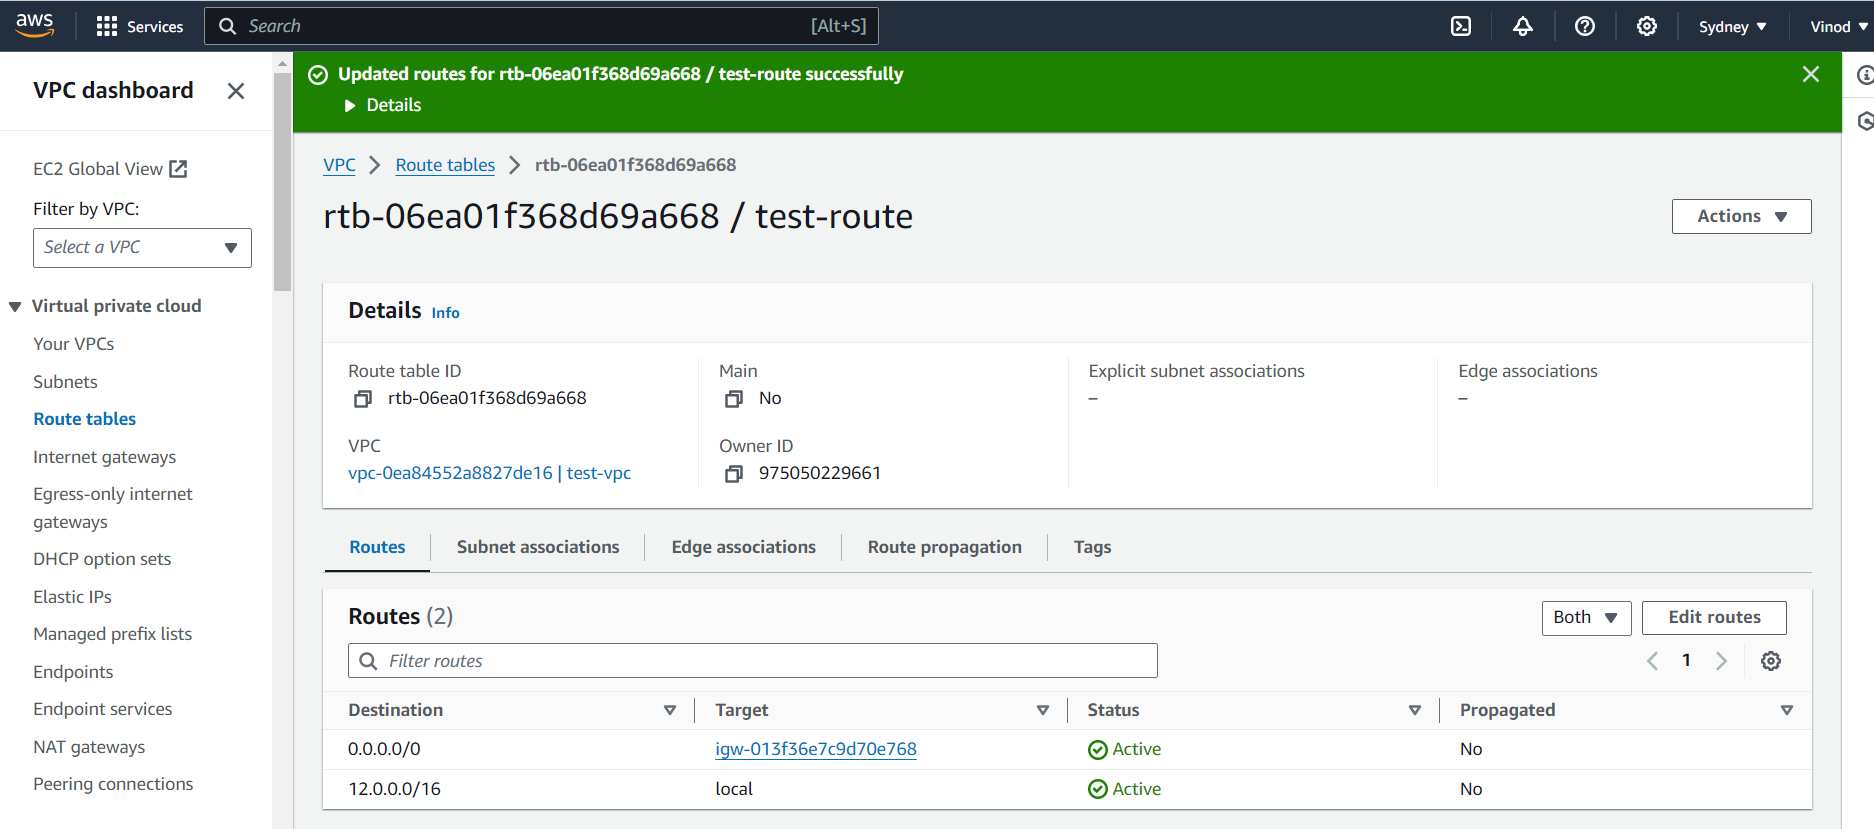 aws
Services
Search
[Alt+S]
Sydney
Vinod
VPC dashboard
EC2 Global View
Filter by VPC:
Select a VPC
Virtual private cloud
Your VPCs
Subnets
Route tables
Internet gateways
Egress-only internet
gateways
DHCP option sets
Elastic IPs
Managed prefix lists
Endpoints
Endpoint services
NAT gateways
Peering connections
Updated routes for rtb-06ea01f368d69a668 / test-route successfully
Details
VPC
Route tables
rtb-06ea01f368d69a668
rtb-06ea01f368d69a668 / test-route
Actions
Details Info
Route table ID
rtb-06ea01f368d69a668
Main
No
Explicit subnet associations
–
Edge associations
–
VPC
vpc-0ea84552a8827de16 | test-vpc
Owner ID
975050229661
Routes
Subnet associations
Edge associations
Route propagation
Tags
Routes (2)
Both
Edit routes
Filter routes
1
Destination Target Status Propagated
0.0.0.0/0 igw-013f36e7c9d70e768 Active No
12.0.0.0/16 local Active No